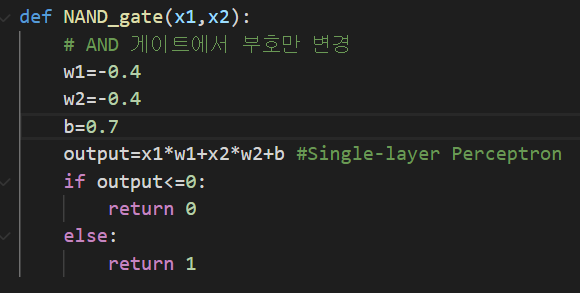 def NAND_gate(x1,x2):
    # AND 게이트에서 부호만 변경
    w1=-0.4
    w2=-0.4
    b=0.7
    output=x1*w1+x2*w2+b #Single-layer Perceptron
    if output<=0:
        return 0
    else:
        return 1